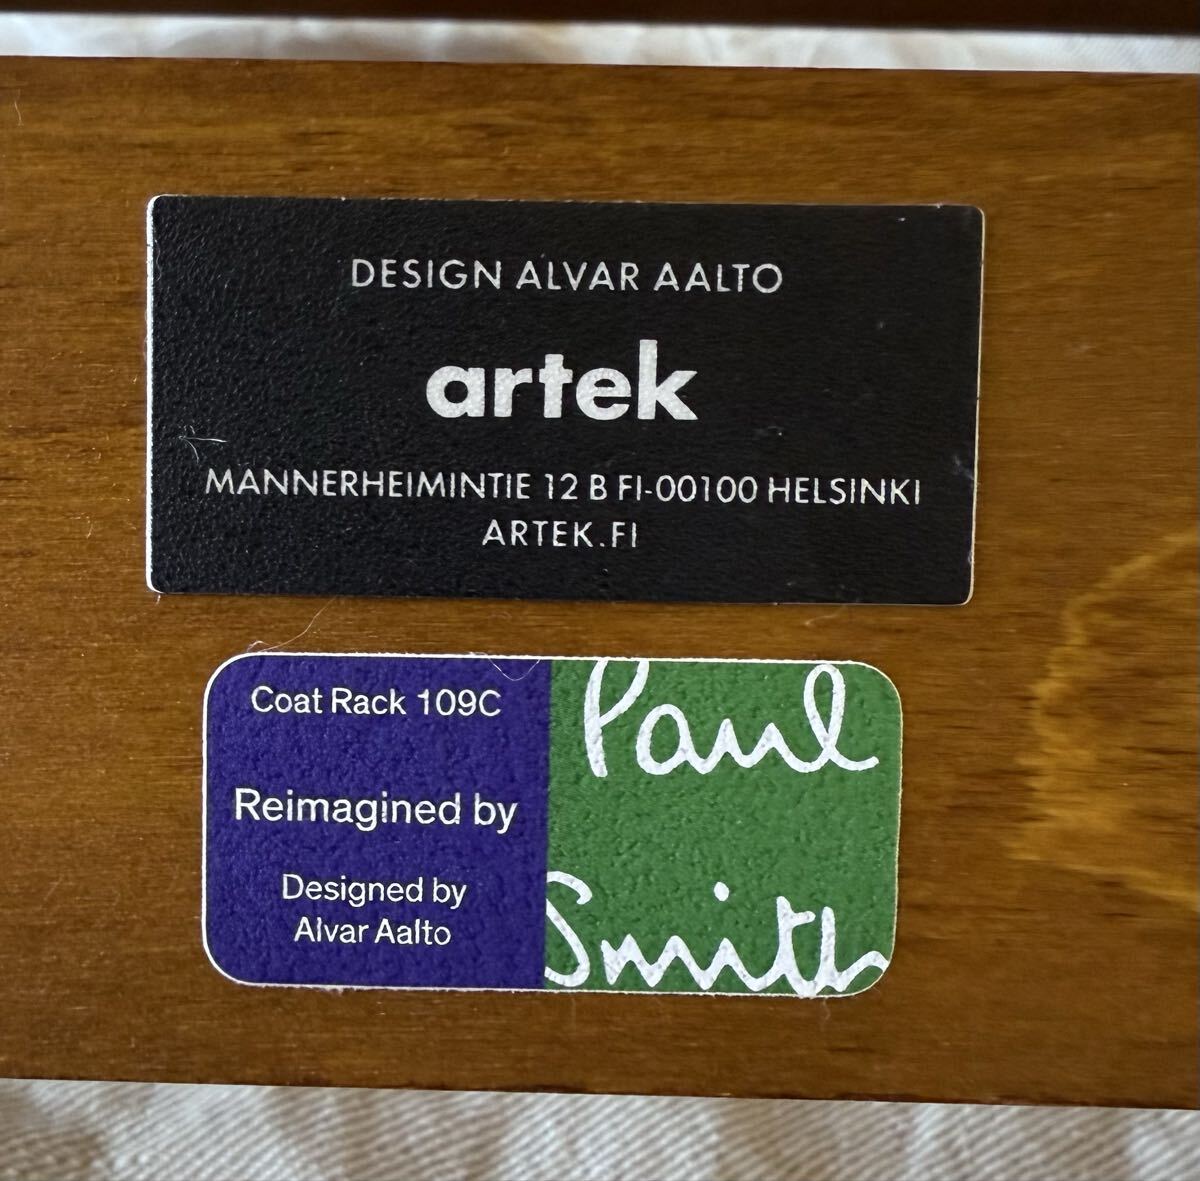 DESIGN ALVAR AALTO
artek
MANNERHEIMINTIE 12 B FI-00100 HELSINKI
ARTEK.FI
Coat Rack 109C
Reimagined by
Designed by
Alvar Aalto
Paul
Smith